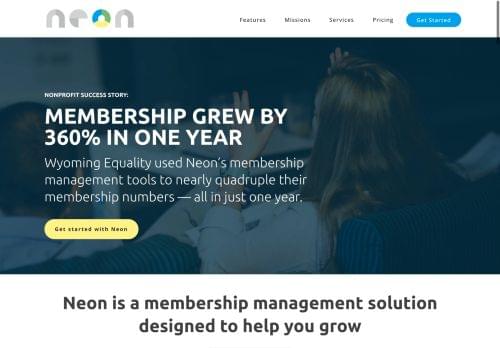 neon
Features Missions Services Pricing Get Started
NONPROFIT SUCCESS STORY:
MEMBERSHIP GREW BY
360% IN ONE YEAR
Wyoming Equality used Neon's membership
management tools to nearly quadruple their
membership numbers — all in just one year.
Get started with Neon
Neon is a membership management solution
designed to help you grow